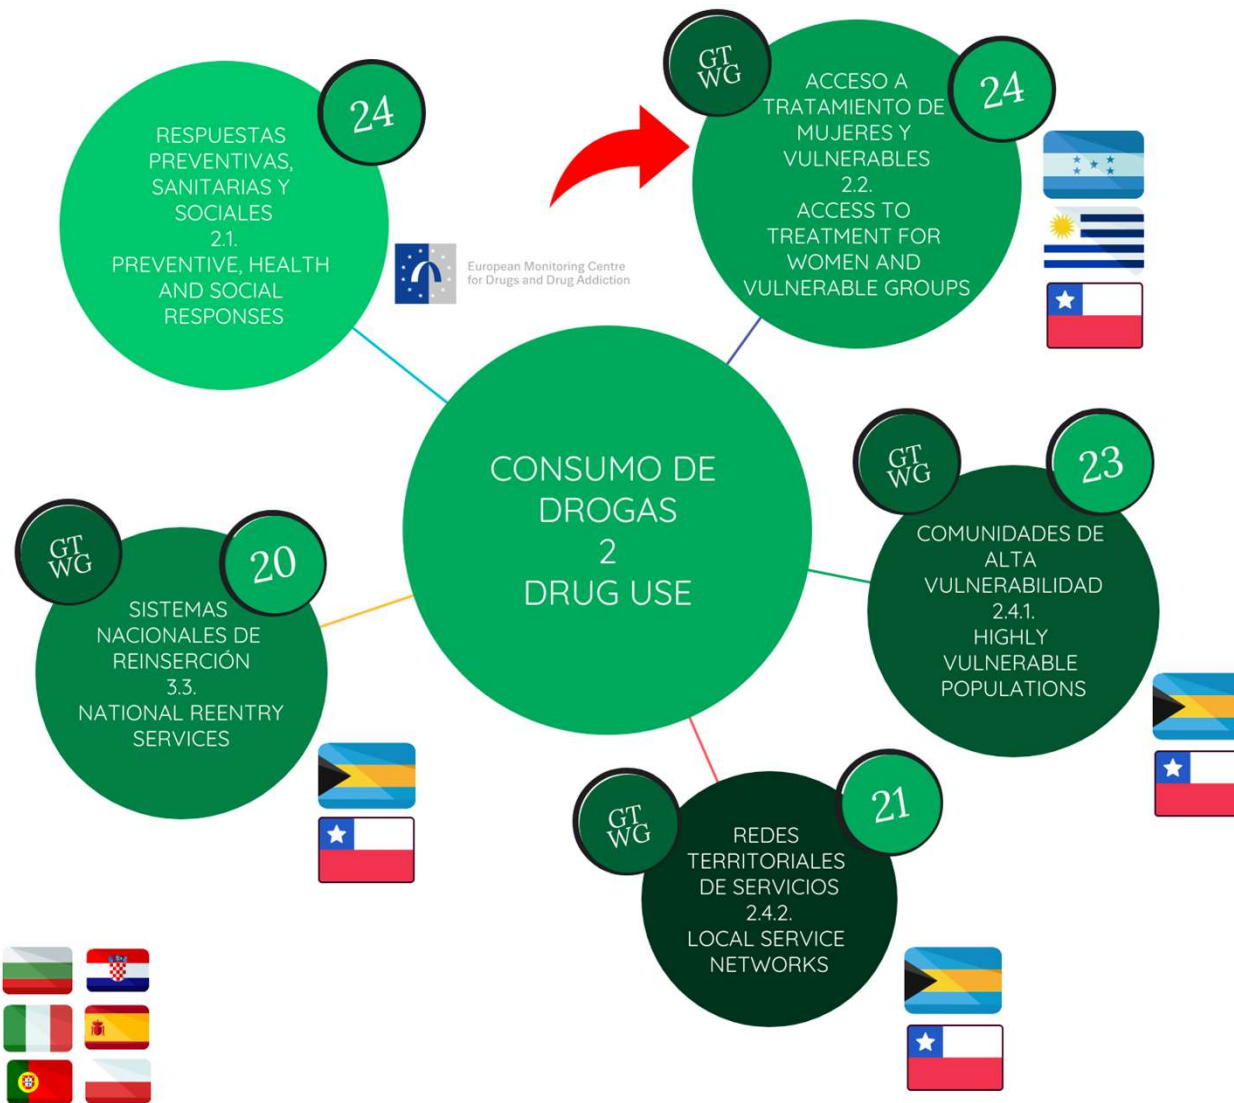 24
RESPUESTAS
PREVENTIVAS,
SANITARIAS Y
SOCIALES
2.1.
PREVENTIVE, HEALTH
AND SOCIAL
RESPONSES
European Monitoring Centre
for Drugs and Drug Addiction
GT
WG
24
ACCESO A
TRATAMIENTO DE
MUJERES Y
VULNERABLES
2.2.
ACCESS TO
TREATMENT FOR
WOMEN AND
VULNERABLE GROUPS
CONSUMO DE
DROGAS
2
DRUG USE
GT
WG
23
COMUNIDADES DE
ALTA
VULNERABILIDAD
2.4.1.
HIGHLY
VULNERABLE
POPULATIONS
GT
WG
20
SISTEMAS
NACIONALES DE
REINSERCIÓN
3.3.
NATIONAL REENTRY
SERVICES
GT
WG
21
REDES
TERRITORIALES
DE SERVICIOS
2.4.2.
LOCAL SERVICE
NETWORKS